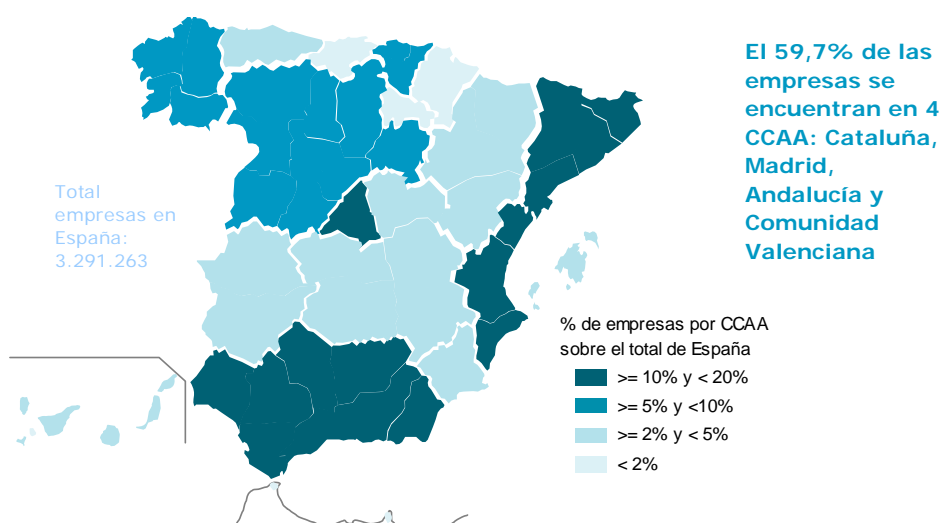 El 59,7% de las
empresas se
encuentran en 4
CCAA: Cataluña,
Madrid,
Andalucía y
Comunidad
Valenciana
Total
empresas en
España:
3.291.263
% de empresas por CCAA
sobre el total de España
>= 10% y < 20%
>= 5% y <10%
>= 2% y < 5%
< 2%